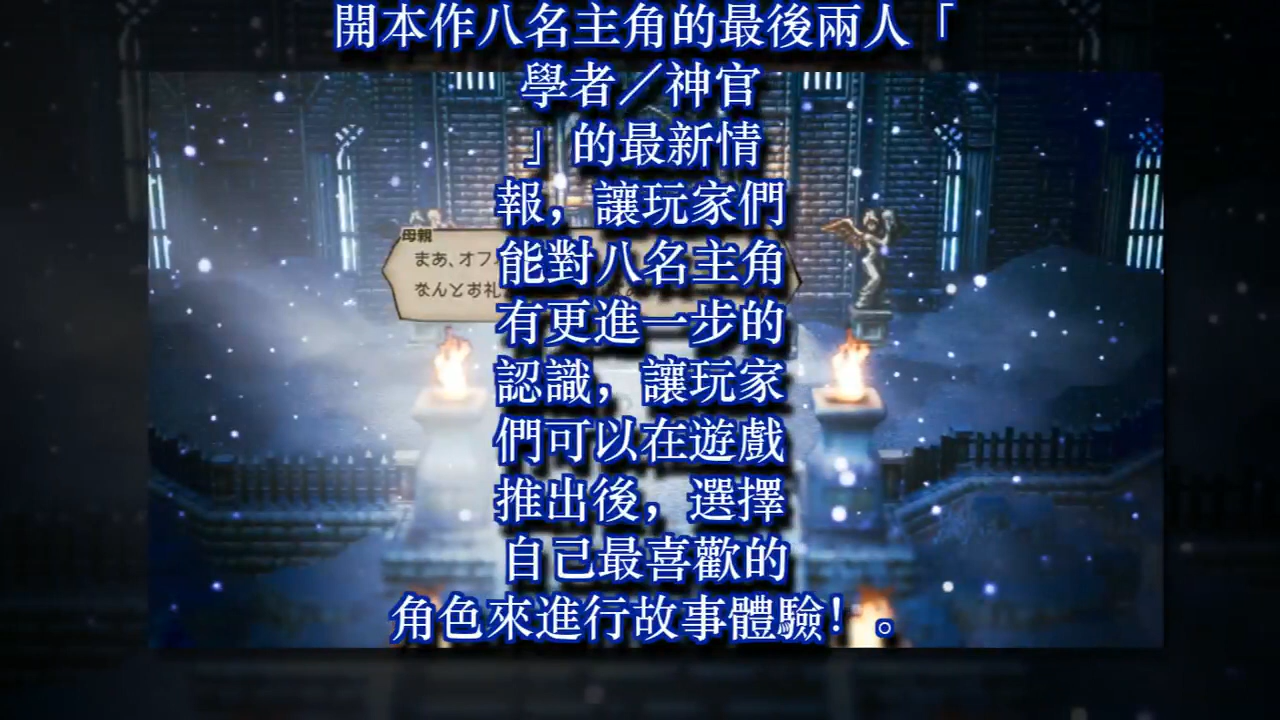 開本作八名主角的最後兩人「
學者／神官
」的最新情
報，讓玩家們
母親
まあ、オフ
能對八名主角
なんとお礼
有更進一步的
認識，讓玩家
們可以在遊戲
推出後，選擇
自己最喜歡的
角色來進行故事體驗！。